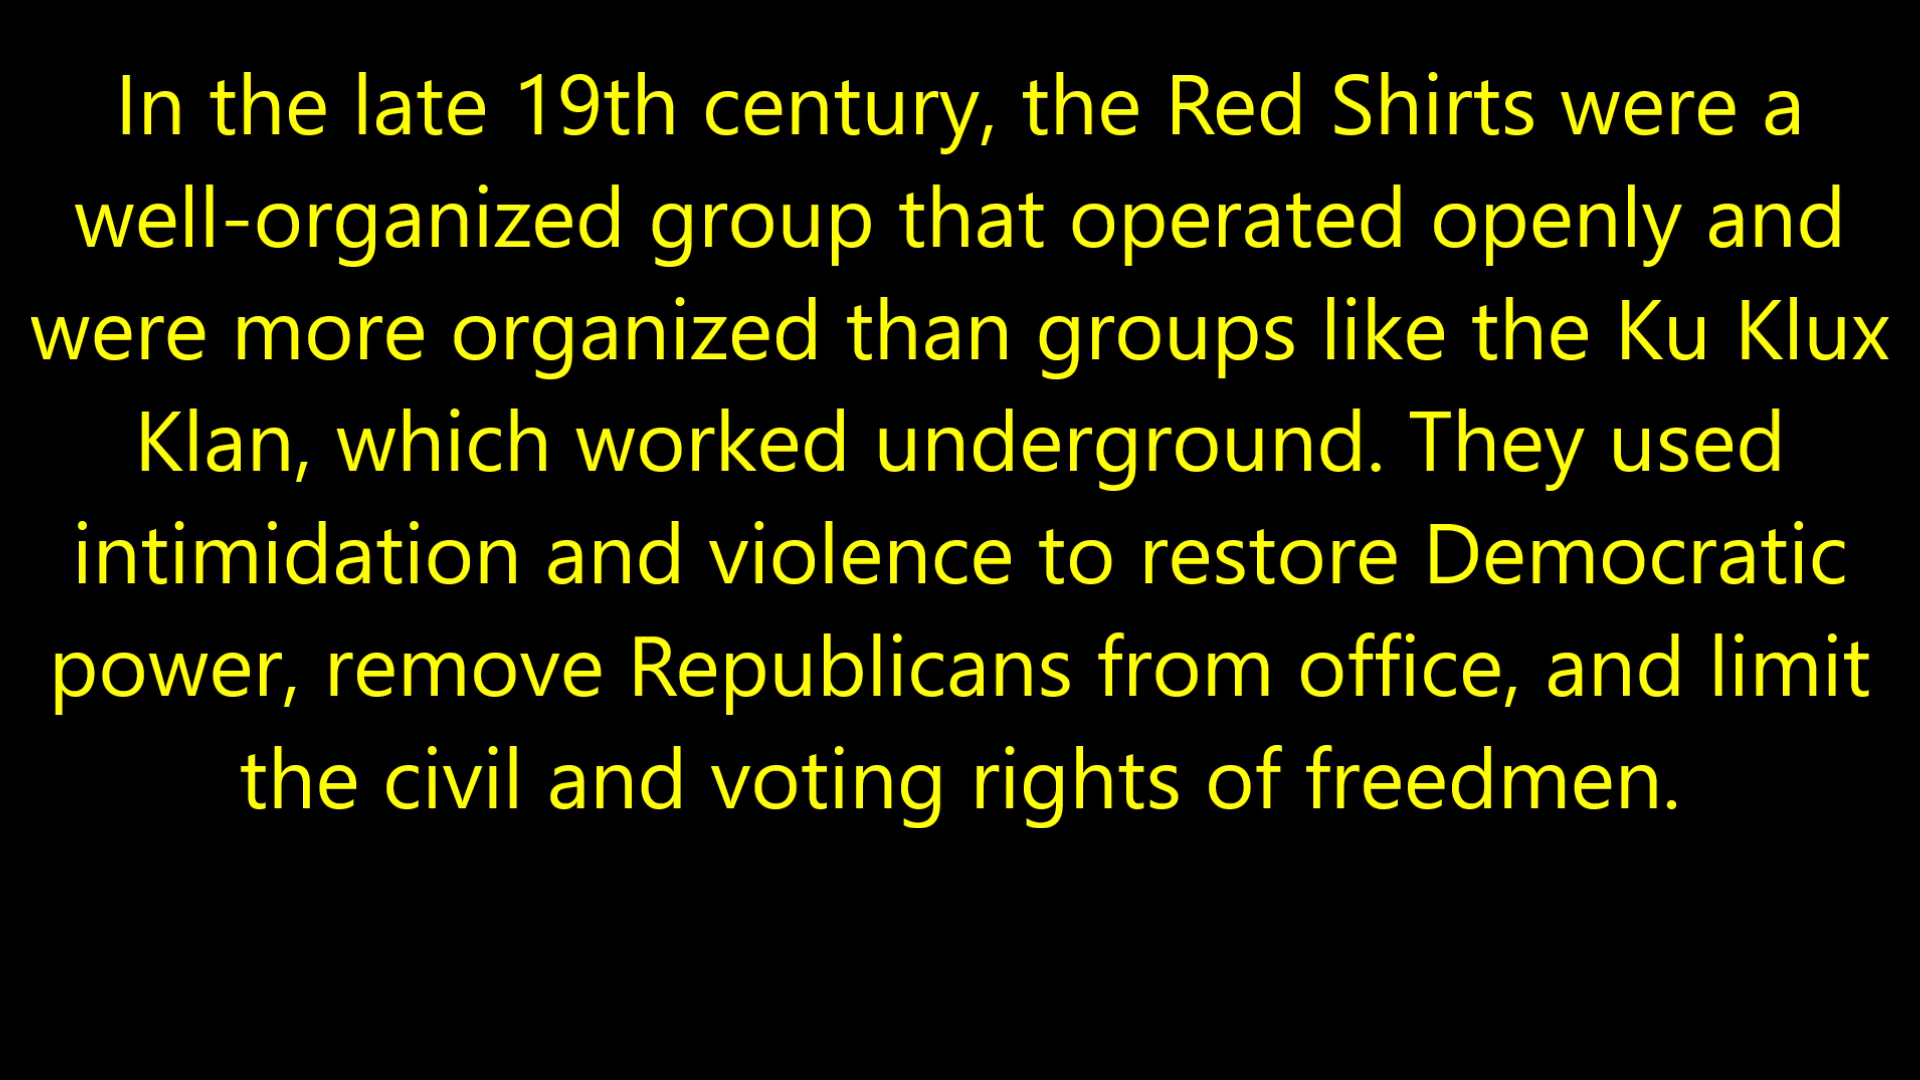 In the late 19th century, the Red Shirts were a
well-organized group that operated openly and
were more organized than groups like the Ku Klux
Klan, which worked underground. They used
intimidation and violence to restore Democratic
power, remove Republicans from office, and limit
the civil and voting rights of freedmen.